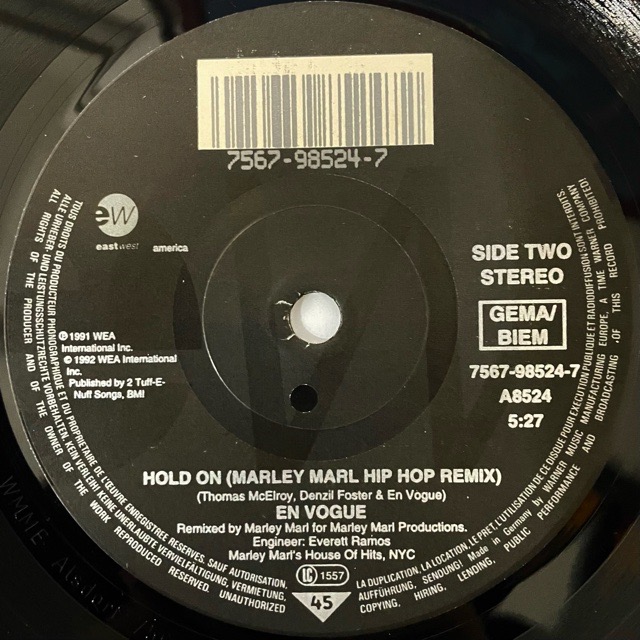 7567-98524-7
ew
eastwest
america
SIDE TWO
STEREO
GEMA/
BIEM
7567-98524-7
A8524
5:27
℗ 1991 WEA
International Inc.
© 1992 WEA International
Inc.
Published by 2 Tuff-E-
Nuff Songs, BMI
HOLD ON (MARLEY MARL HIP HOP REMIX)
(Thomas McElroy, Denzil Foster & En Vogue)
EN VOGUE
Remixed by Marley Marl for Marley Marl Productions.
Engineer: Everett Ramos
Marley Marl's House Of Hits, NYC
LC 1557
45
TOUS DROITS DU PRODUCTEUR PHONOGRAPHIQUE ET DU PROPRIETAIRE DE L'ŒUVRE ENREGISTREE RESERVES. SAUF AUTORISATION,
LA DUPLICATION, LA LOCATION, LE PRET, L'UTILISATION DE CE DISQUE POUR EXECUTION PUBLIQUE ET RADIODIFFUSION SONT INTERDITS.
ALLE URHEBER- UND LEISTUNGSSCHUTZRECHTE VORBEHALTEN. KEIN VERLEIH! KEINE UNERLAUBTE VERVIELFÄLTIGUNG, VERMIETUNG,
AUFFÜHRUNG, SENDUNG! Made in Germany by WARNER MUSIC MANUFACTURING EUROPE, A TIME WARNER COMPANY
ALL RIGHTS OF THE PRODUCER AND OF THE OWNER OF THE WORK REPRODUCED RESERVED. UNAUTHORIZED
COPYING, HIRING, LENDING, PUBLIC PERFORMANCE AND BROADCASTING OF THIS RECORD PROHIBITED!